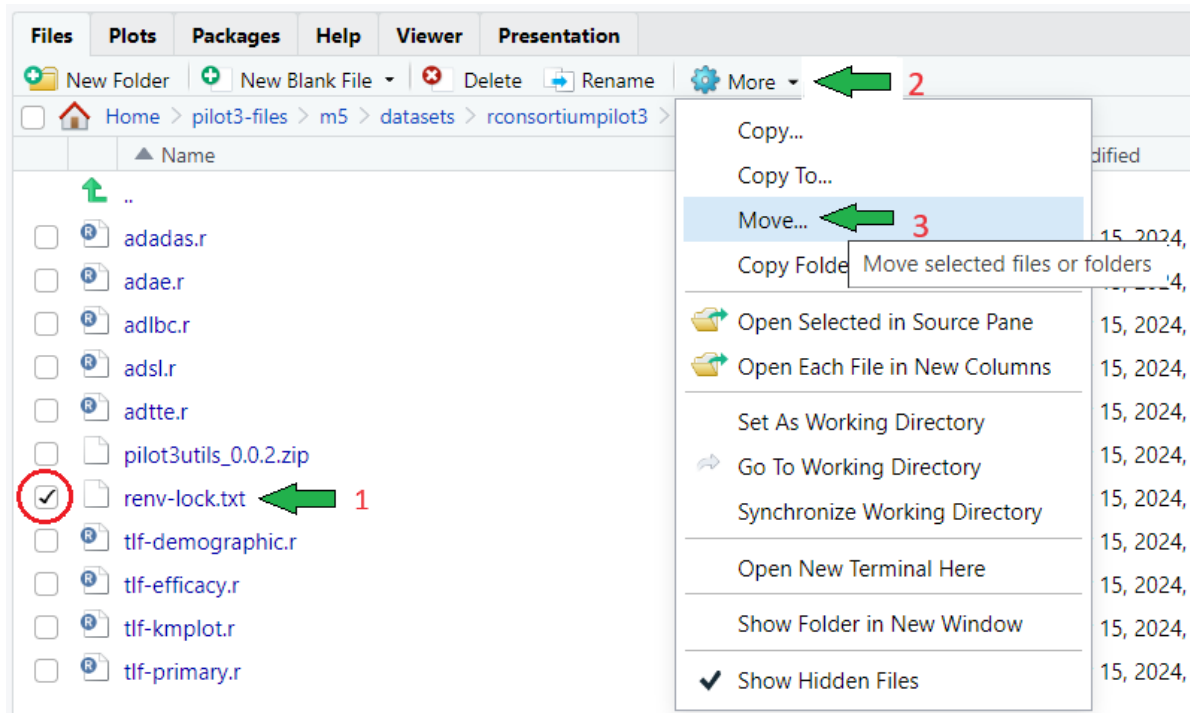 Files Plots Packages Help Viewer Presentation
New Folder New Blank File Delete Rename More 2
Home > pilot3-files > m5 > datasets > rconsortiumpilot3 >
Name
..
adadas.r
adae.r
adlbc.r
adsl.r
adtte.r
pilot3utils_0.0.2.zip
renv-lock.txt 1
tlf-demographic.r
tlf-efficacy.r
tlf-kmplot.r
tlf-primary.r
Copy...
Copy To...
Move... 3
Copy Folde
Move selected files or folders
Open Selected in Source Pane
Open Each File in New Columns
Set As Working Directory
Go To Working Directory
Synchronize Working Directory
Open New Terminal Here
Show Folder in New Window
Show Hidden Files
dified
15, 2024,
15, 2024,
15, 2024,
15, 2024,
15, 2024,
15, 2024,
15, 2024,
15, 2024,
15, 2024,
15, 2024,